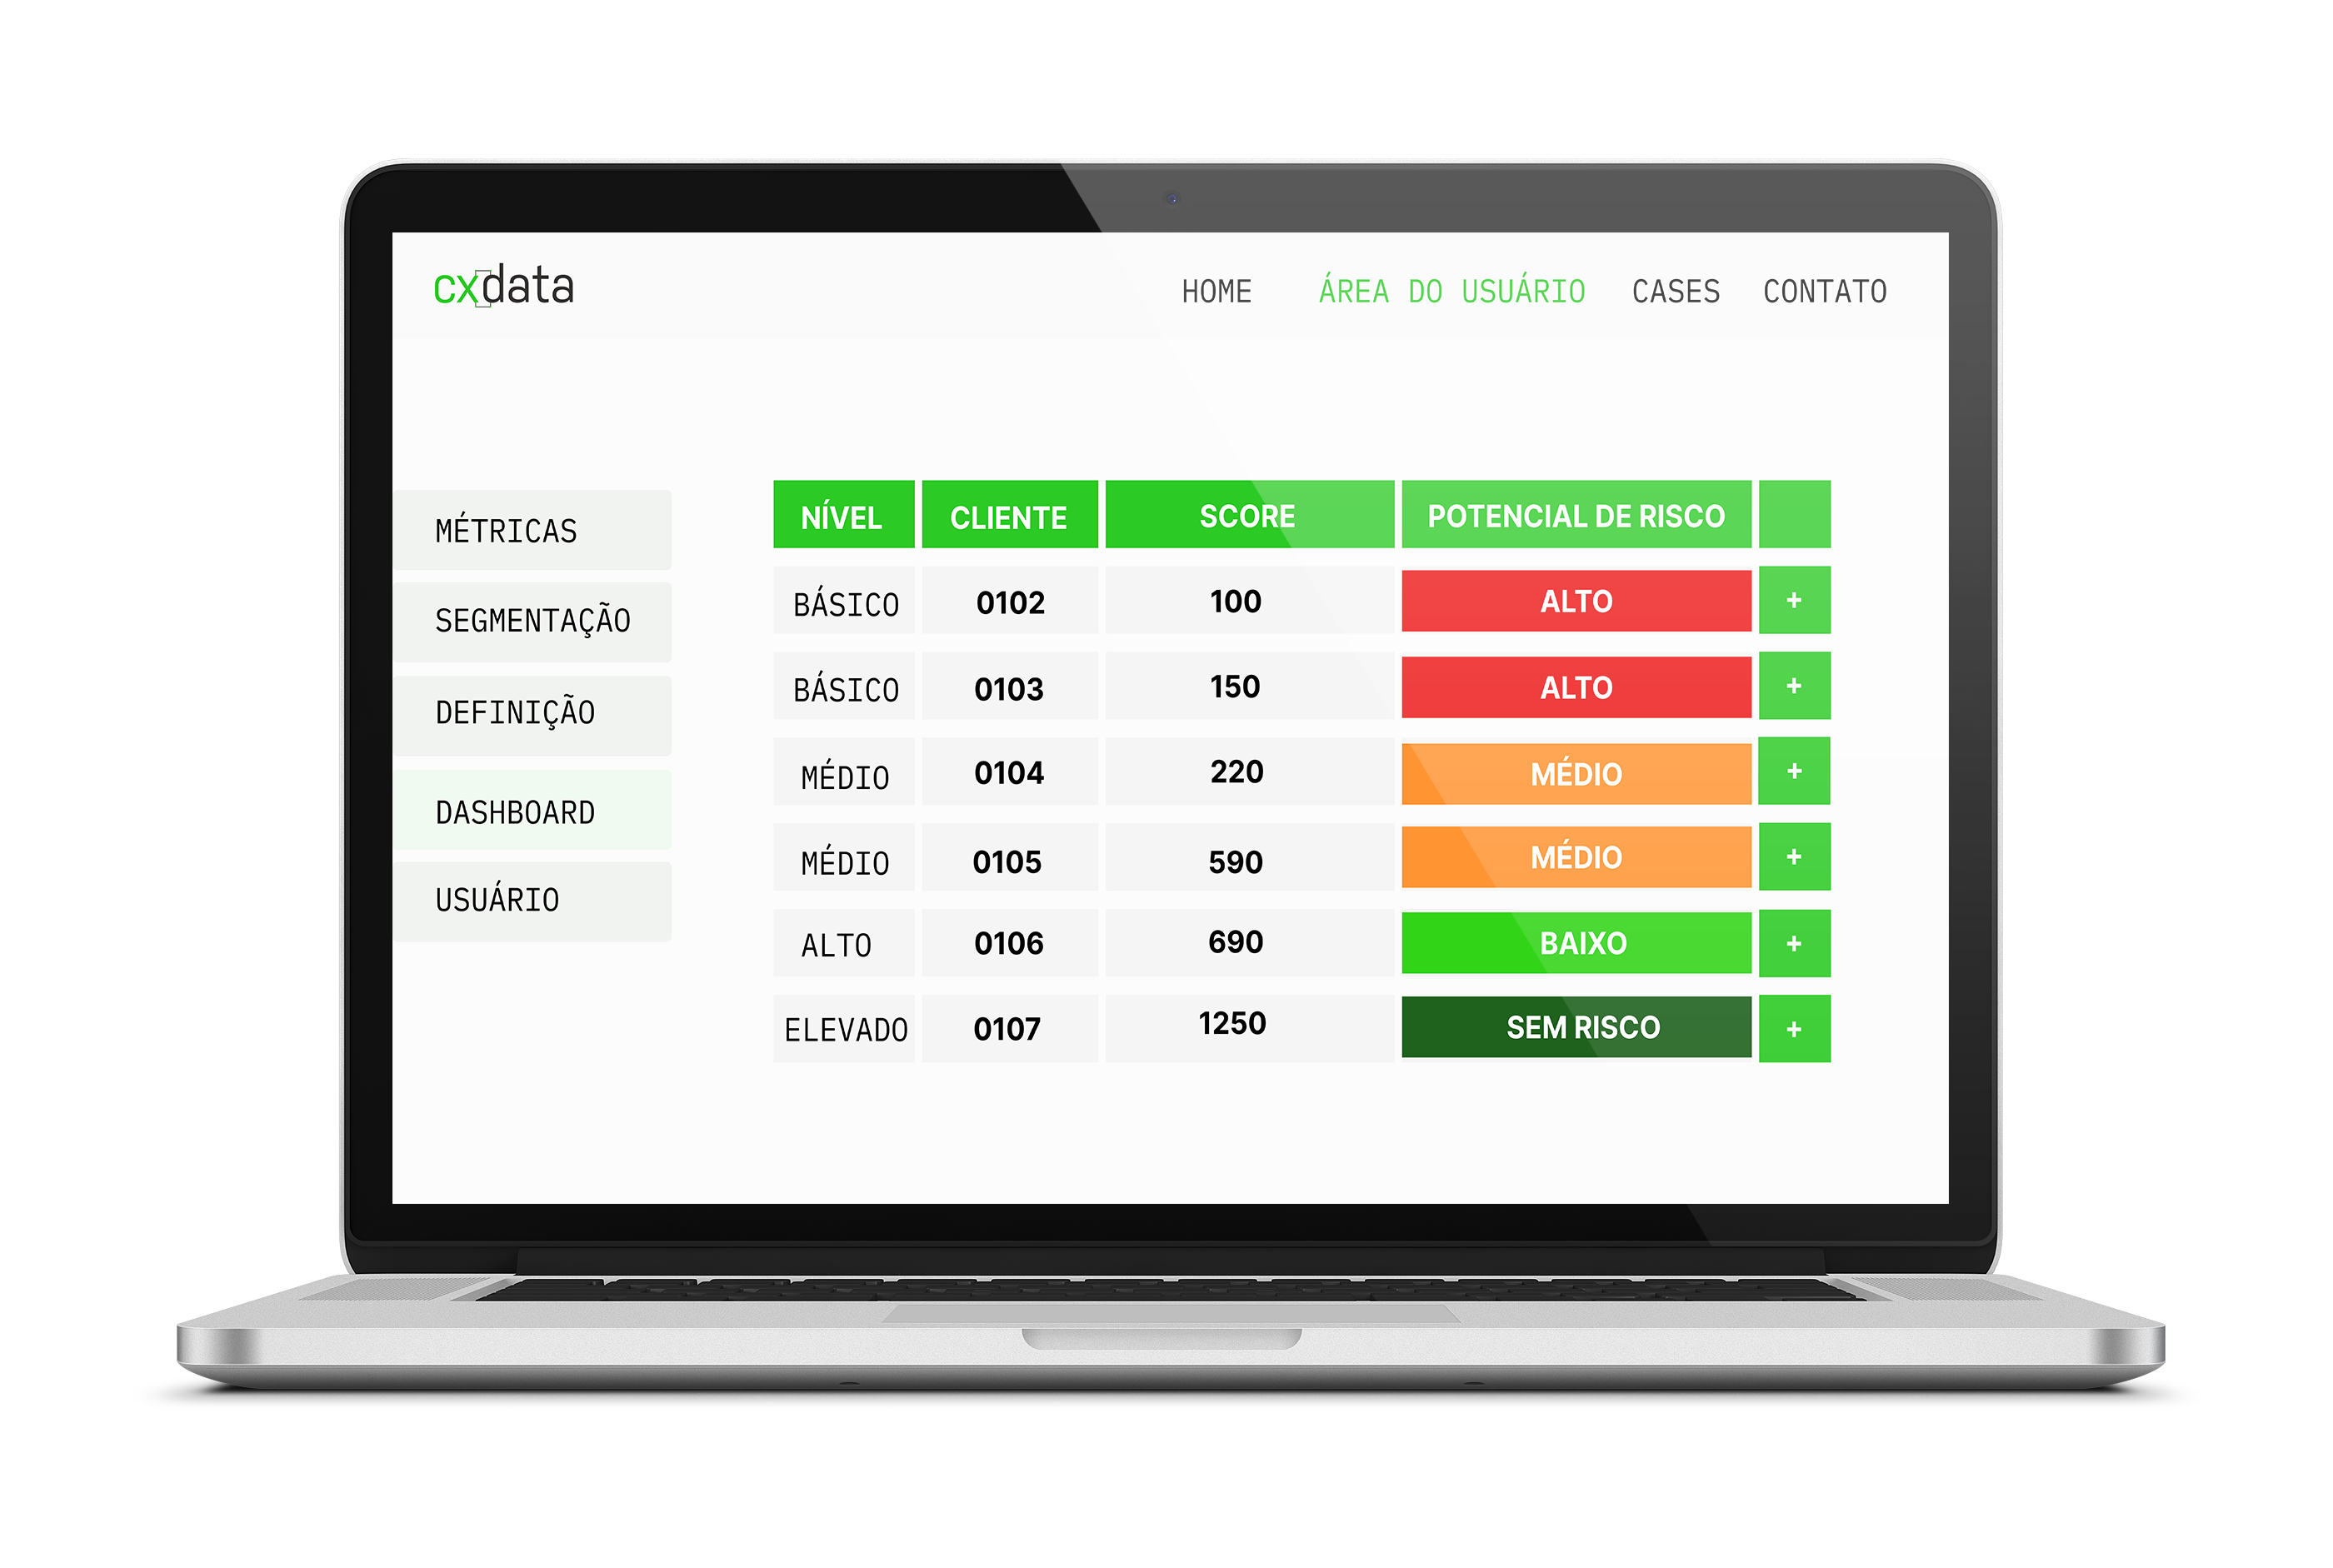 cxdata
HOME ÁREA DO USUÁRIO CASES CONTATO
MÉTRICAS
SEGMENTAÇÃO
DEFINIÇÃO
DASHBOARD
USUÁRIO
NÍVEL CLIENTE SCORE POTENCIAL DE RISCO
BÁSICO 0102 100 ALTO +
BÁSICO 0103 150 ALTO +
MÉDIO 0104 220 MÉDIO +
MÉDIO 0105 590 MÉDIO +
ALTO 0106 690 BAIXO +
ELEVADO 0107 1250 SEM RISCO +